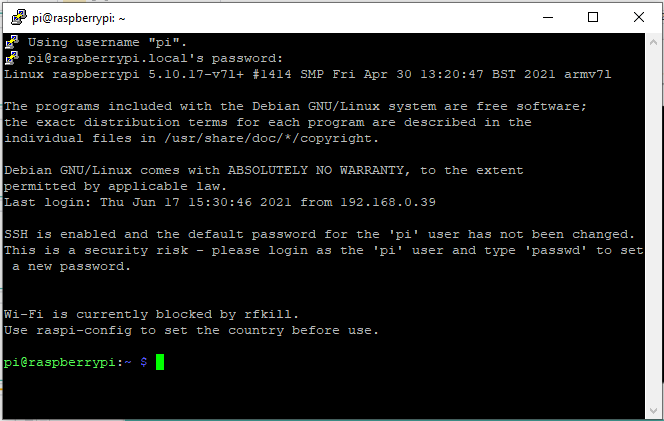 pi@raspberrypi: ~
Using username "pi".
pi@raspberrypi.local's password:
Linux raspberrypi 5.10.17-v7l+ #1414 SMP Fri Apr 30 13:20:47 BST 2021 armv7l
The programs included with the Debian GNU/Linux system are free software;
the exact distribution terms for each program are described in the
individual files in /usr/share/doc/*/copyright.
Debian GNU/Linux comes with ABSOLUTELY NO WARRANTY, to the extent
permitted by applicable law.
Last login: Thu Jun 17 15:30:46 2021 from 192.168.0.39
SSH is enabled and the default password for the 'pi' user has not been changed.
This is a security risk - please login as the 'pi' user and type 'passwd' to set
a new password.
Wi-Fi is currently blocked by rfkill.
Use raspi-config to set the country before use.
pi@raspberrypi:~ $